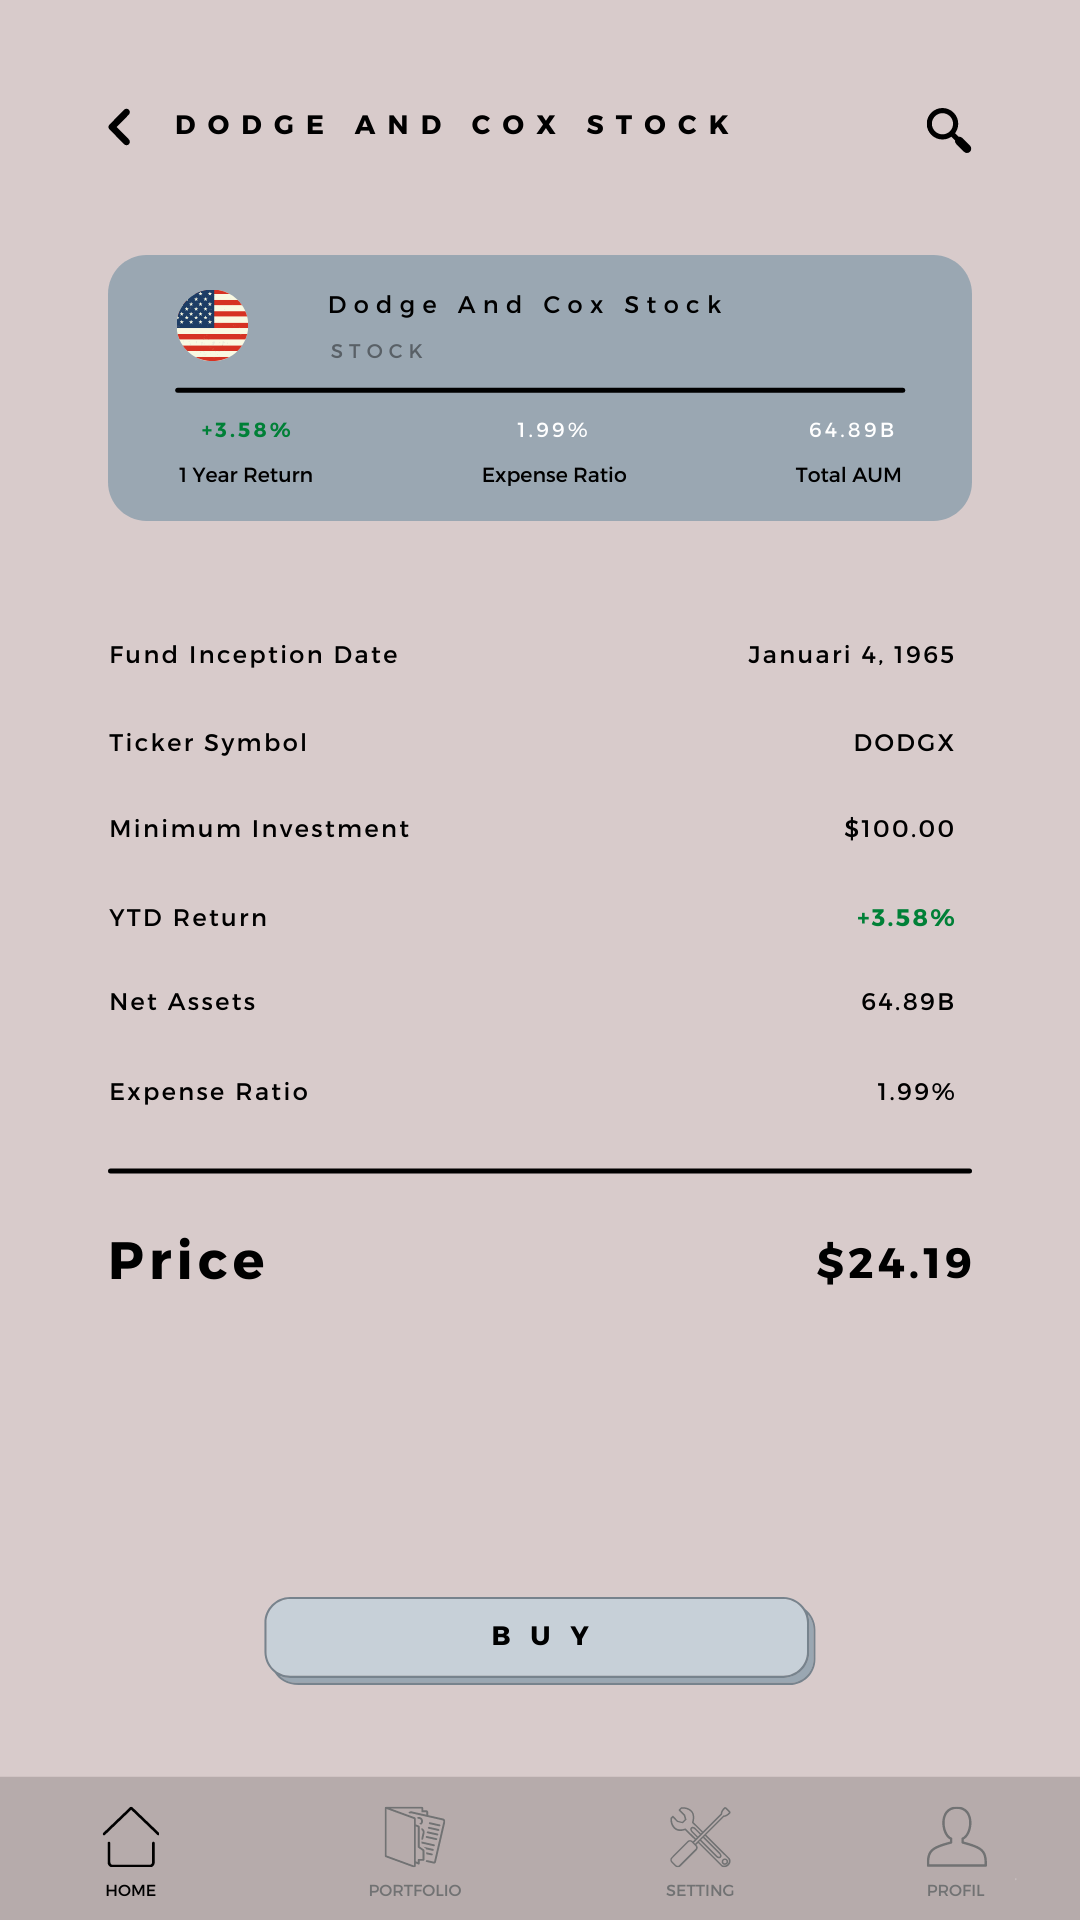 DODGE AND COX STOCK
Dodge And Cox Stock
STOCK
+3.58% 1.99% 64.89B
1 Year Return Expense Ratio Total AUM
Fund Inception Date Januari 4, 1965
Ticker Symbol DODGX
Minimum Investment $100.00
YTD Return +3.58%
Net Assets 64.89B
Expense Ratio 1.99%
Price $24.19
BUY
HOME PORTFOLIO SETTING PROFIL